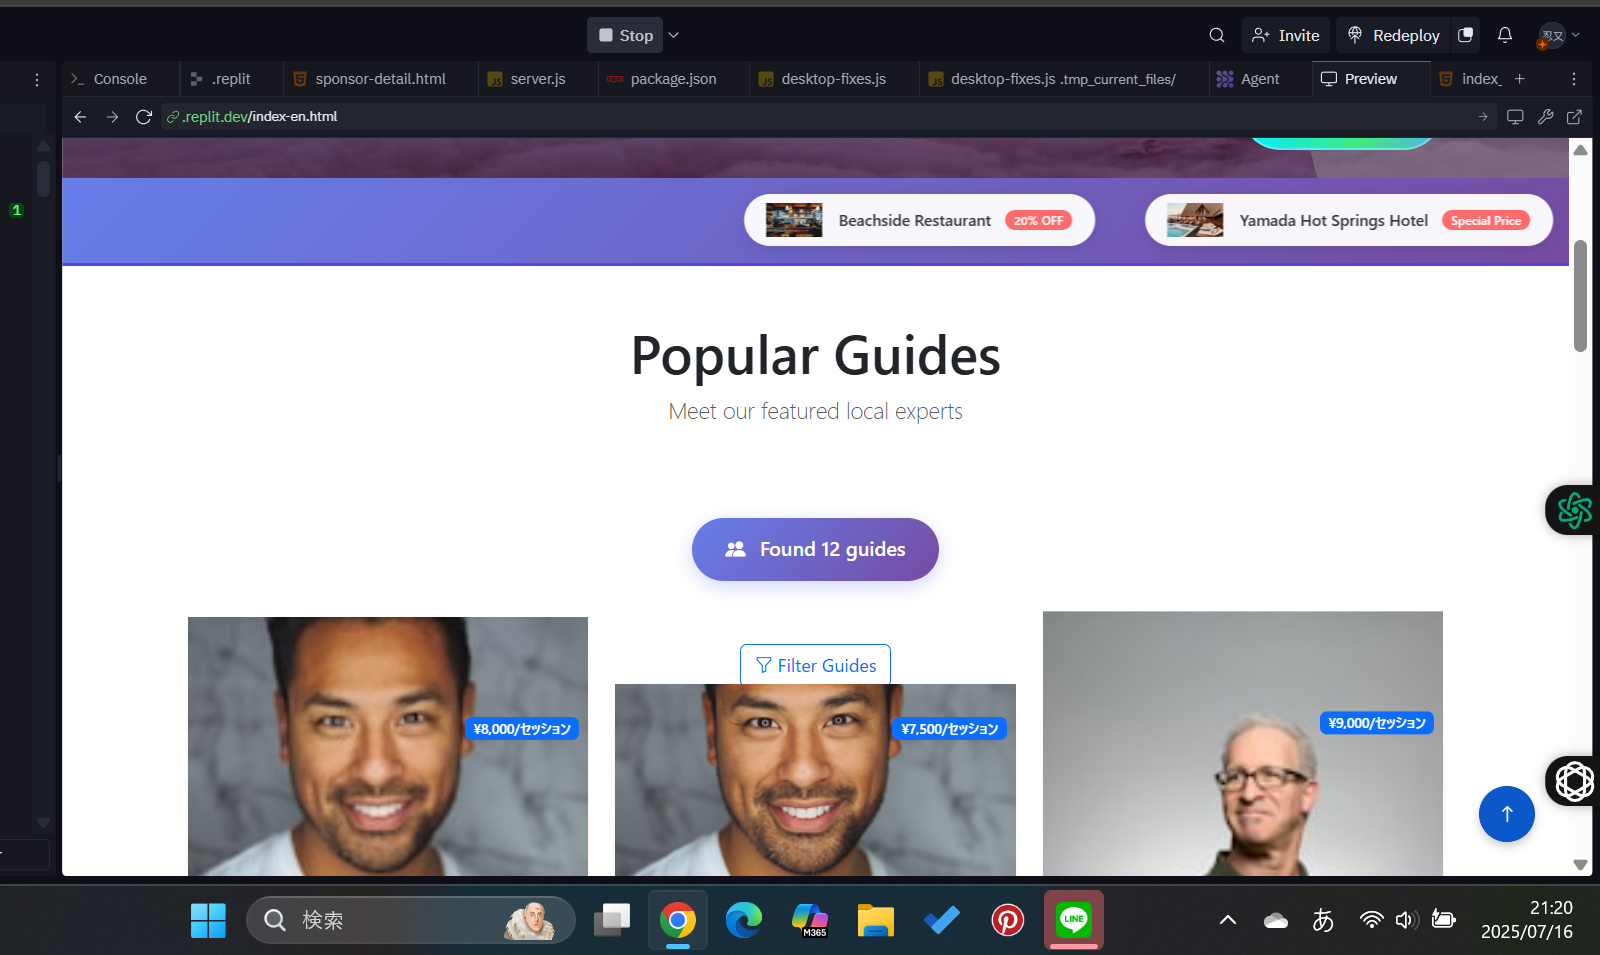 Stop
Invite
Redeploy
忍又
Console
.replit
sponsor-detail.html
server.js
package.json
desktop-fixes.js
desktop-fixes.js .tmp_current_files/
Agent
Preview
index_
.replit.dev/index-en.html
1
Beachside Restaurant 20% OFF
Yamada Hot Springs Hotel Special Price
Popular Guides
Meet our featured local experts
Found 12 guides
Filter Guides
¥8,000/セッション
¥7,500/セッション
¥9,000/セッション
検索
M365
LINE
あ
21:20
2025/07/16